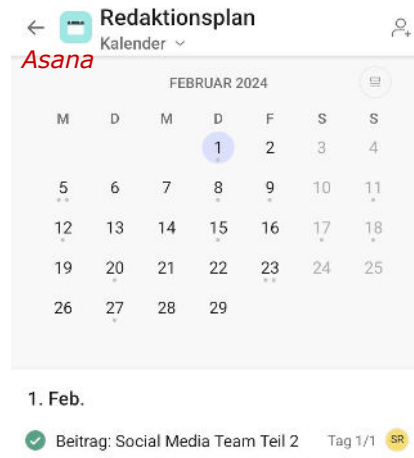 Redaktionsplan
Kalender
Asana
FEBRUAR 2024
M D M D F S S
1 2 3 4
5 6 7 8 9 10 11
12 13 14 15 16 17 18
19 20 21 22 23 24 25
26 27 28 29
1. Feb.
Beitrag: Social Media Team Teil 2 Tag 1/1 SR